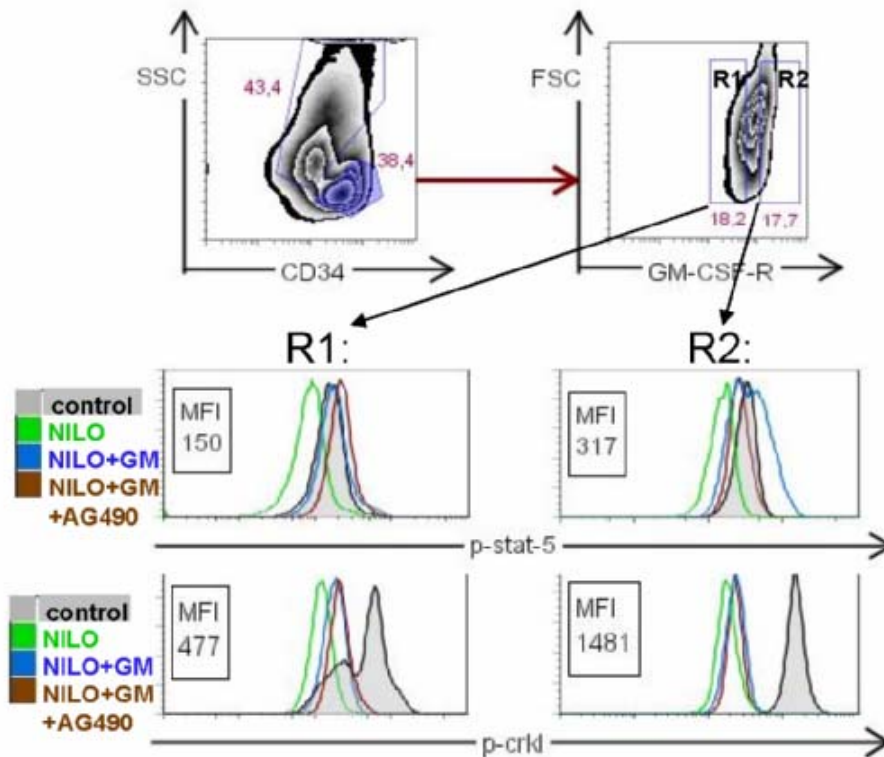 SSC
43,4
38,4
CD34
FSC
R1
R2
18,2
17,7
GM-CSF-R
R1:
R2:
control
NILO
NILO+GM
NILO+GM
+AG490
MFI
150
MFI
317
p-stat-5
control
NILO
NILO+GM
NILO+GM
+AG490
MFI
477
MFI
1481
p-crkl